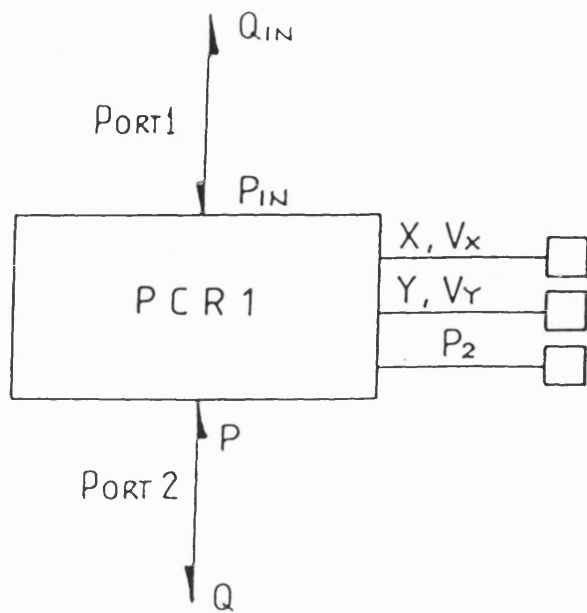 QIN
PORT1
PIN
X, VX
PCR1
Y, VY
P2
P
PORT 2
Q